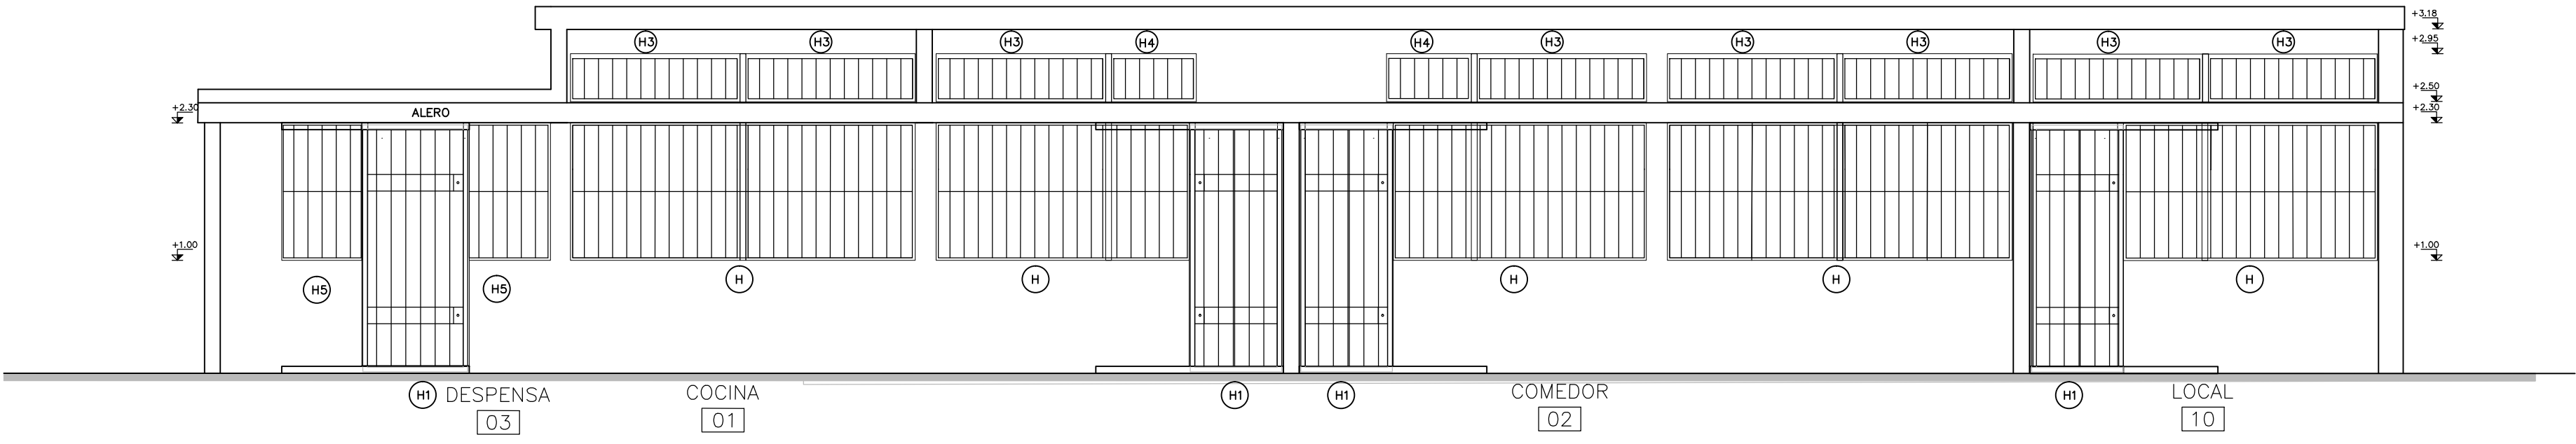 +3.18
H3 H3 H3 H4 H4 H3 H3 H3 H3 H3
+2.95
+2.50
+2.30 ALERO +2.30
+1.00 +1.00
H5 H5 H H H H H
H1 DESPENSA COCINA H1 H1 COMEDOR H1 LOCAL
03 01 02 10